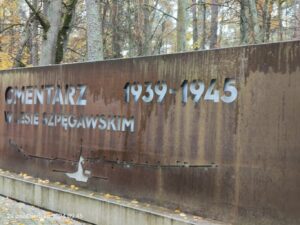 CMENTARZ 1939-1945
W LESIE SZPĘGAWSKIM